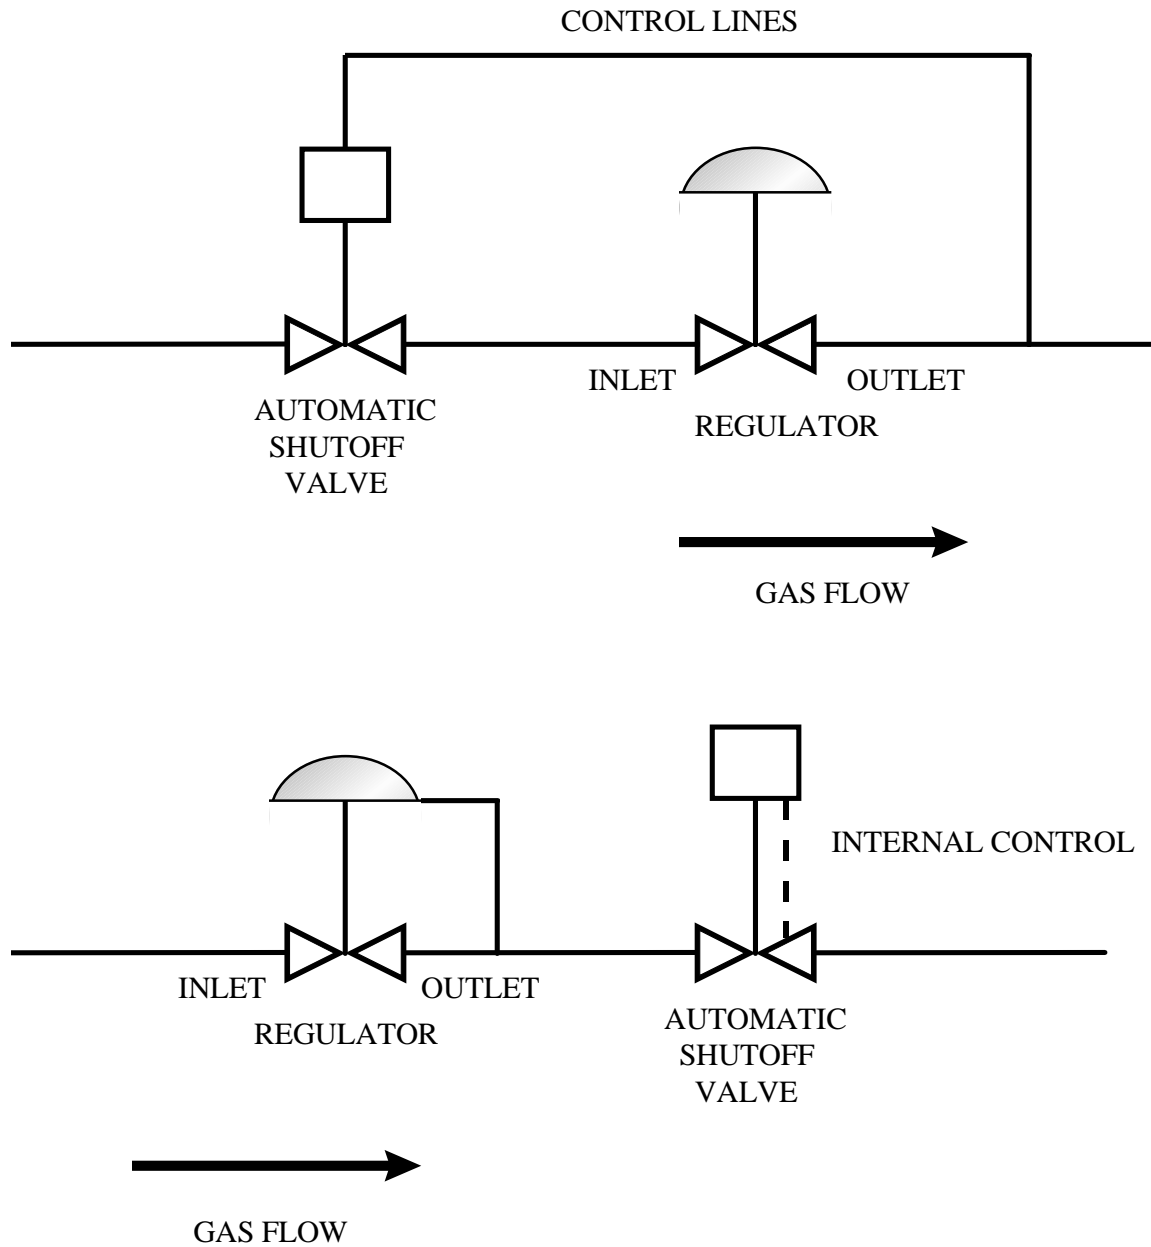 CONTROL LINES
INLET
OUTLET
AUTOMATIC
SHUTOFF
VALVE
REGULATOR
GAS FLOW
INTERNAL CONTROL
INLET
OUTLET
REGULATOR
AUTOMATIC
SHUTOFF
VALVE
GAS FLOW